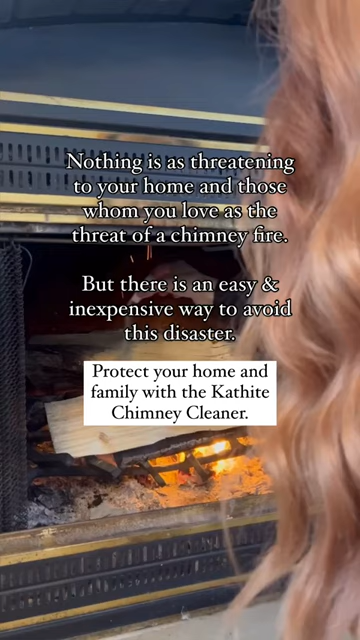 Nothing is as threatening
to your home and those
whom you love as the
threat of a chimney fire.
But there is an easy &
inexpensive way to avoid
this disaster.
Protect your home and
family with the Kathite
Chimney Cleaner.